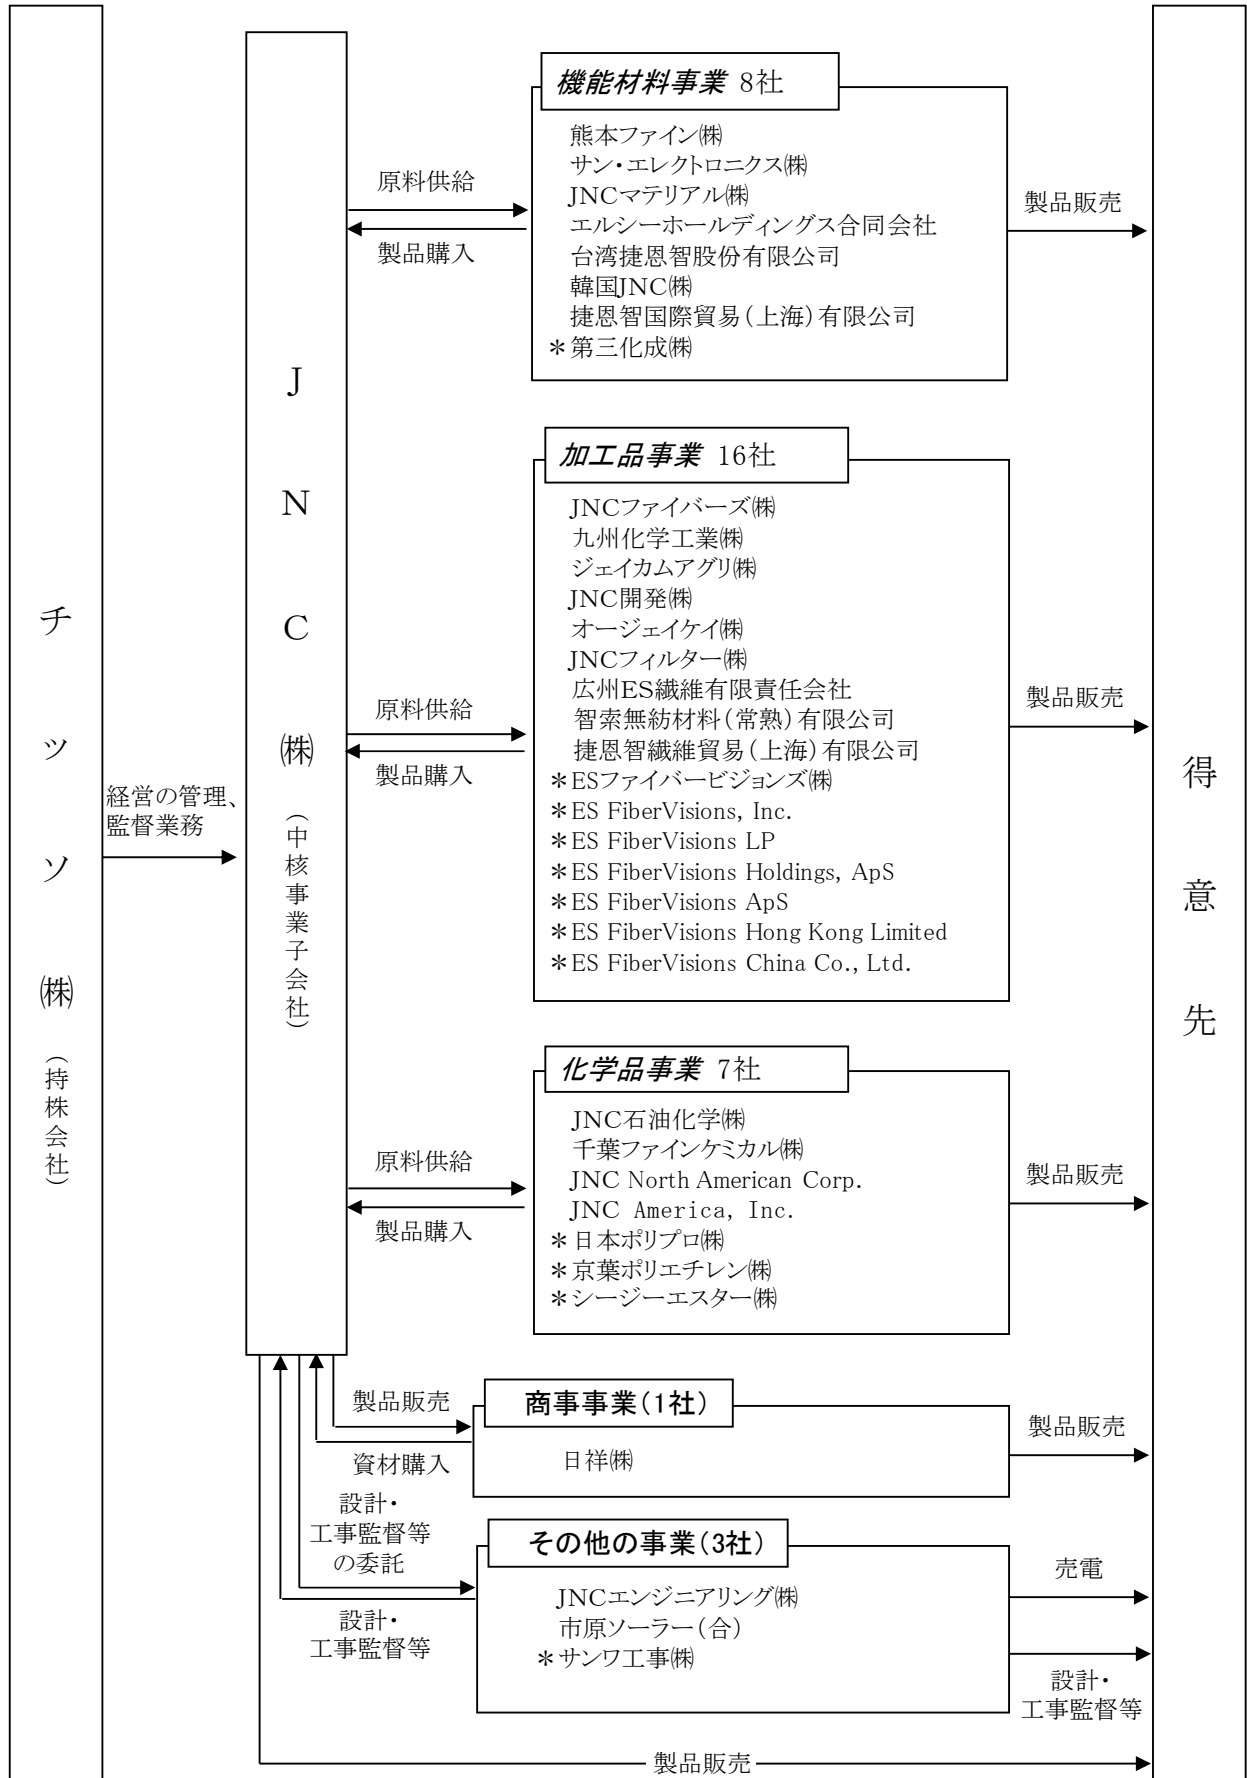 チッソ㈱(持株会社)
経営の管理、
監督業務
JNC㈱(中核事業子会社)
原料供給
製品購入
機能材料事業 8社
熊本ファイン㈱
サン・エレクトロニクス㈱
JNCマテリアル㈱
エルシーホールディングス合同会社
台湾捷恩智股份有限公司
韓国JNC㈱
捷恩智国際貿易(上海)有限公司
＊第三化成㈱
製品販売
原料供給
製品購入
加工品事業 16社
JNCファイバーズ㈱
九州化学工業㈱
ジェイカムアグリ㈱
JNC開発㈱
オージェイケイ㈱
JNCフィルター㈱
広州ES繊維有限責任会社
智索無紡材料(常熟)有限公司
捷恩智繊維貿易(上海)有限公司
＊ESファイバービジョンズ㈱
＊ES FiberVisions, Inc.
＊ES FiberVisions LP
＊ES FiberVisions Holdings, ApS
＊ES FiberVisions ApS
＊ES FiberVisions Hong Kong Limited
＊ES FiberVisions China Co., Ltd.
製品販売
原料供給
製品購入
化学品事業 7社
JNC石油化学㈱
千葉ファインケミカル㈱
JNC North American Corp.
JNC America, Inc.
＊日本ポリプロ㈱
＊京葉ポリエチレン㈱
＊シージーエスター㈱
製品販売
製品販売
資材購入
商事事業(1社)
日祥㈱
製品販売
設計・
工事監督等
の委託
設計・
工事監督等
その他の事業(3社)
JNCエンジニアリング㈱
市原ソーラー(合)
＊サンワ工事㈱
売電
設計・
工事監督等
製品販売
得意先